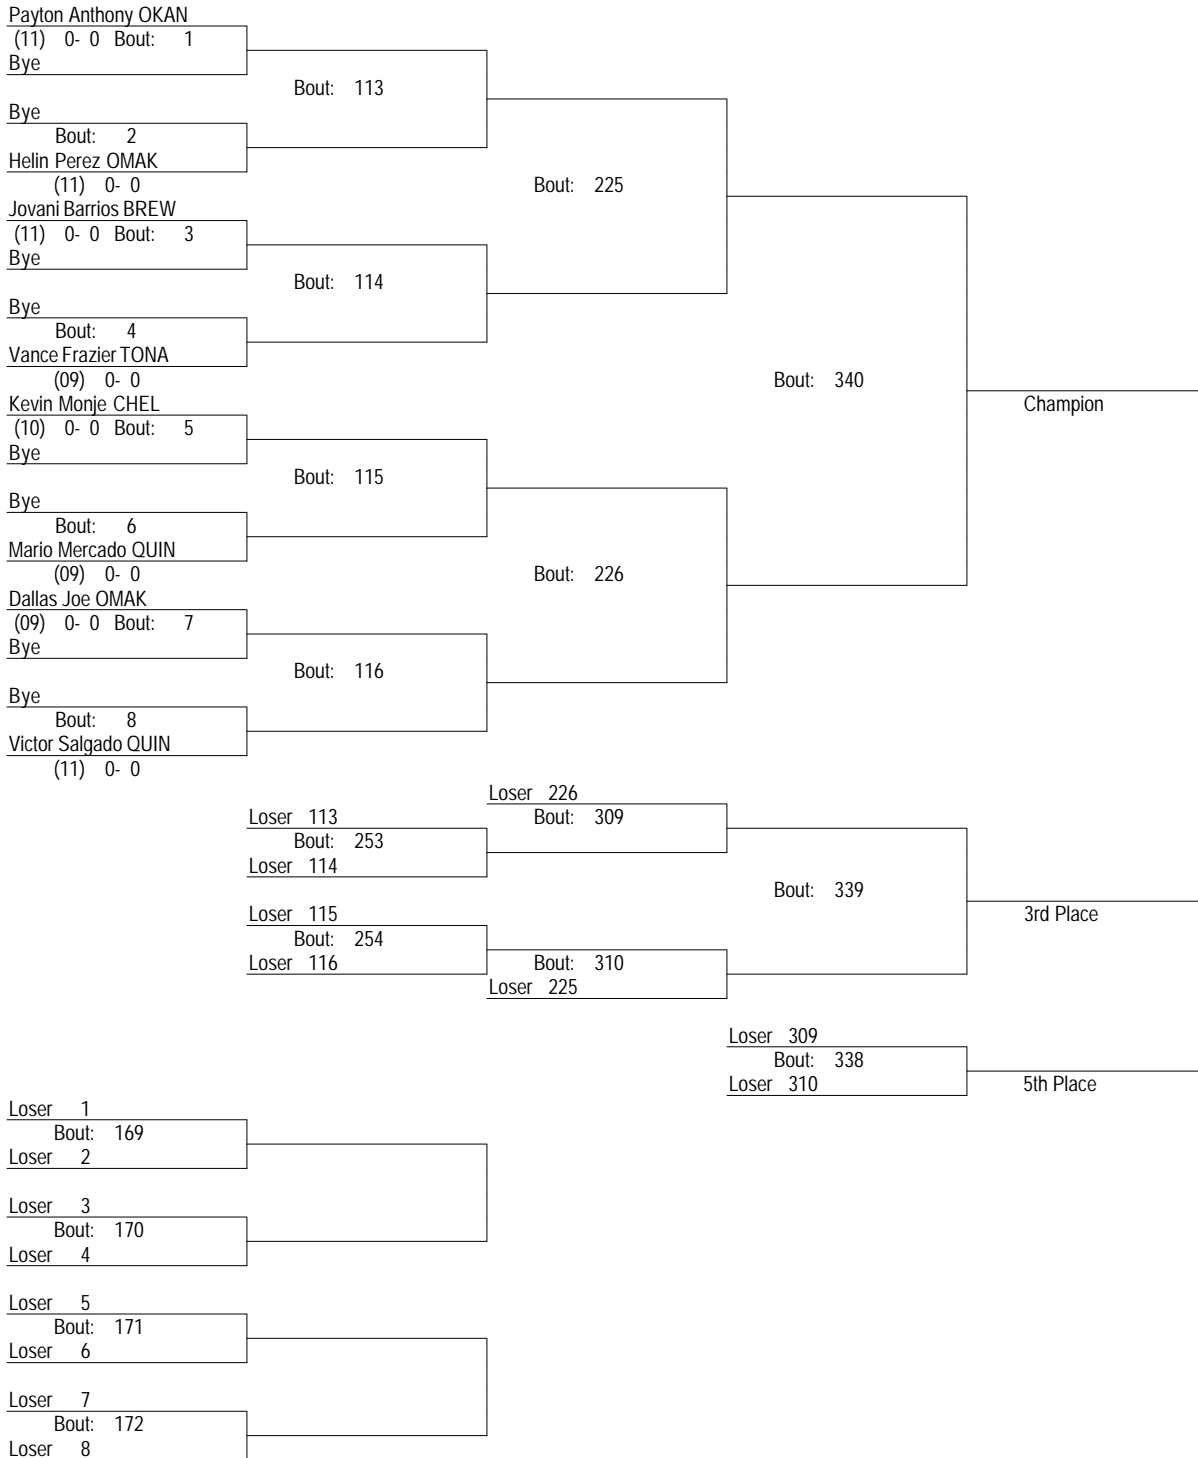 Payton Anthony OKAN
(11) 0- 0 Bout: 1
Bye
Bout: 113
Bye
Bout: 2
Helin Perez OMAK
(11) 0- 0
Bout: 225
Jovani Barrios BREW
(11) 0- 0 Bout: 3
Bye
Bout: 114
Bye
Bout: 4
Vance Frazier TONA
(09) 0- 0
Bout: 340
Champion
Kevin Monje CHEL
(10) 0- 0 Bout: 5
Bye
Bout: 115
Bye
Bout: 6
Mario Mercado QUIN
(09) 0- 0
Bout: 226
Dallas Joe OMAK
(09) 0- 0 Bout: 7
Bye
Bout: 116
Bye
Bout: 8
Victor Salgado QUIN
(11) 0- 0
Loser 226
Loser 113
Bout: 309
Bout: 253
Loser 114
Bout: 339
Loser 115
3rd Place
Bout: 254
Loser 116
Bout: 310
Loser 225
Loser 309
Bout: 338
Loser 310
5th Place
Loser 1
Bout: 169
Loser 2
Loser 3
Bout: 170
Loser 4
Loser 5
Bout: 171
Loser 6
Loser 7
Bout: 172
Loser 8